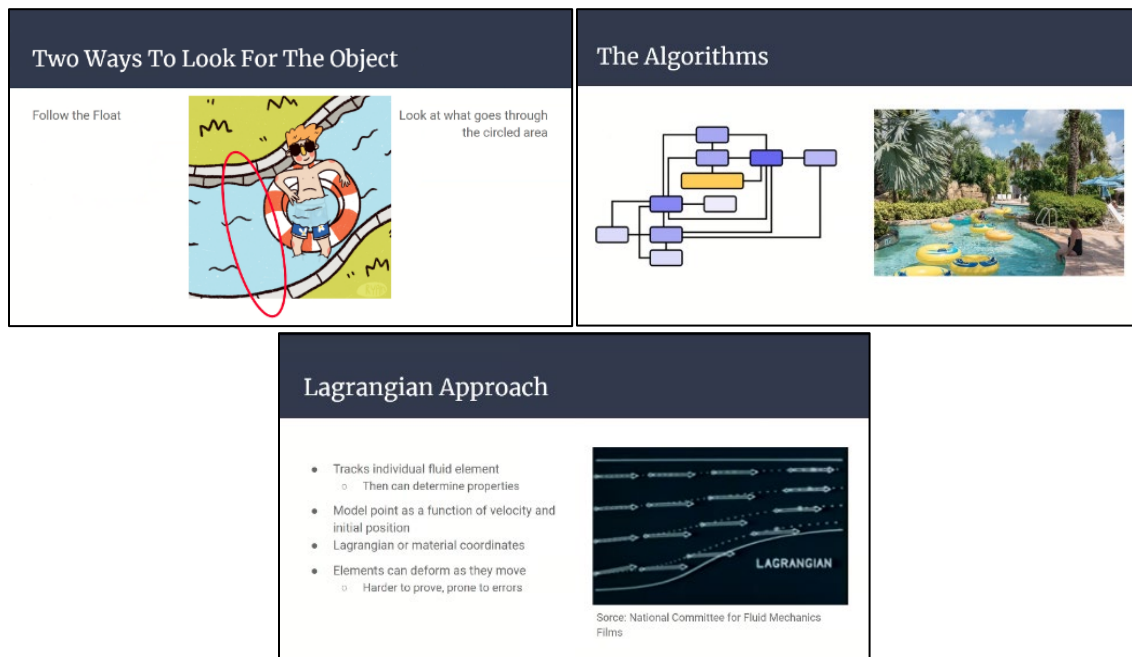 Two Ways To Look For The Object
Follow the Float
Look at what goes through
the circled area
The Algorithms
Lagrangian Approach
Tracks individual fluid element
Then can determine properties
Model point as a function of velocity and
initial position
Lagrangian or material coordinates
Elements can deform as they move
Harder to prove, prone to errors
LAGRANGIAN
Sorce: National Committee for Fluid Mechanics
Films